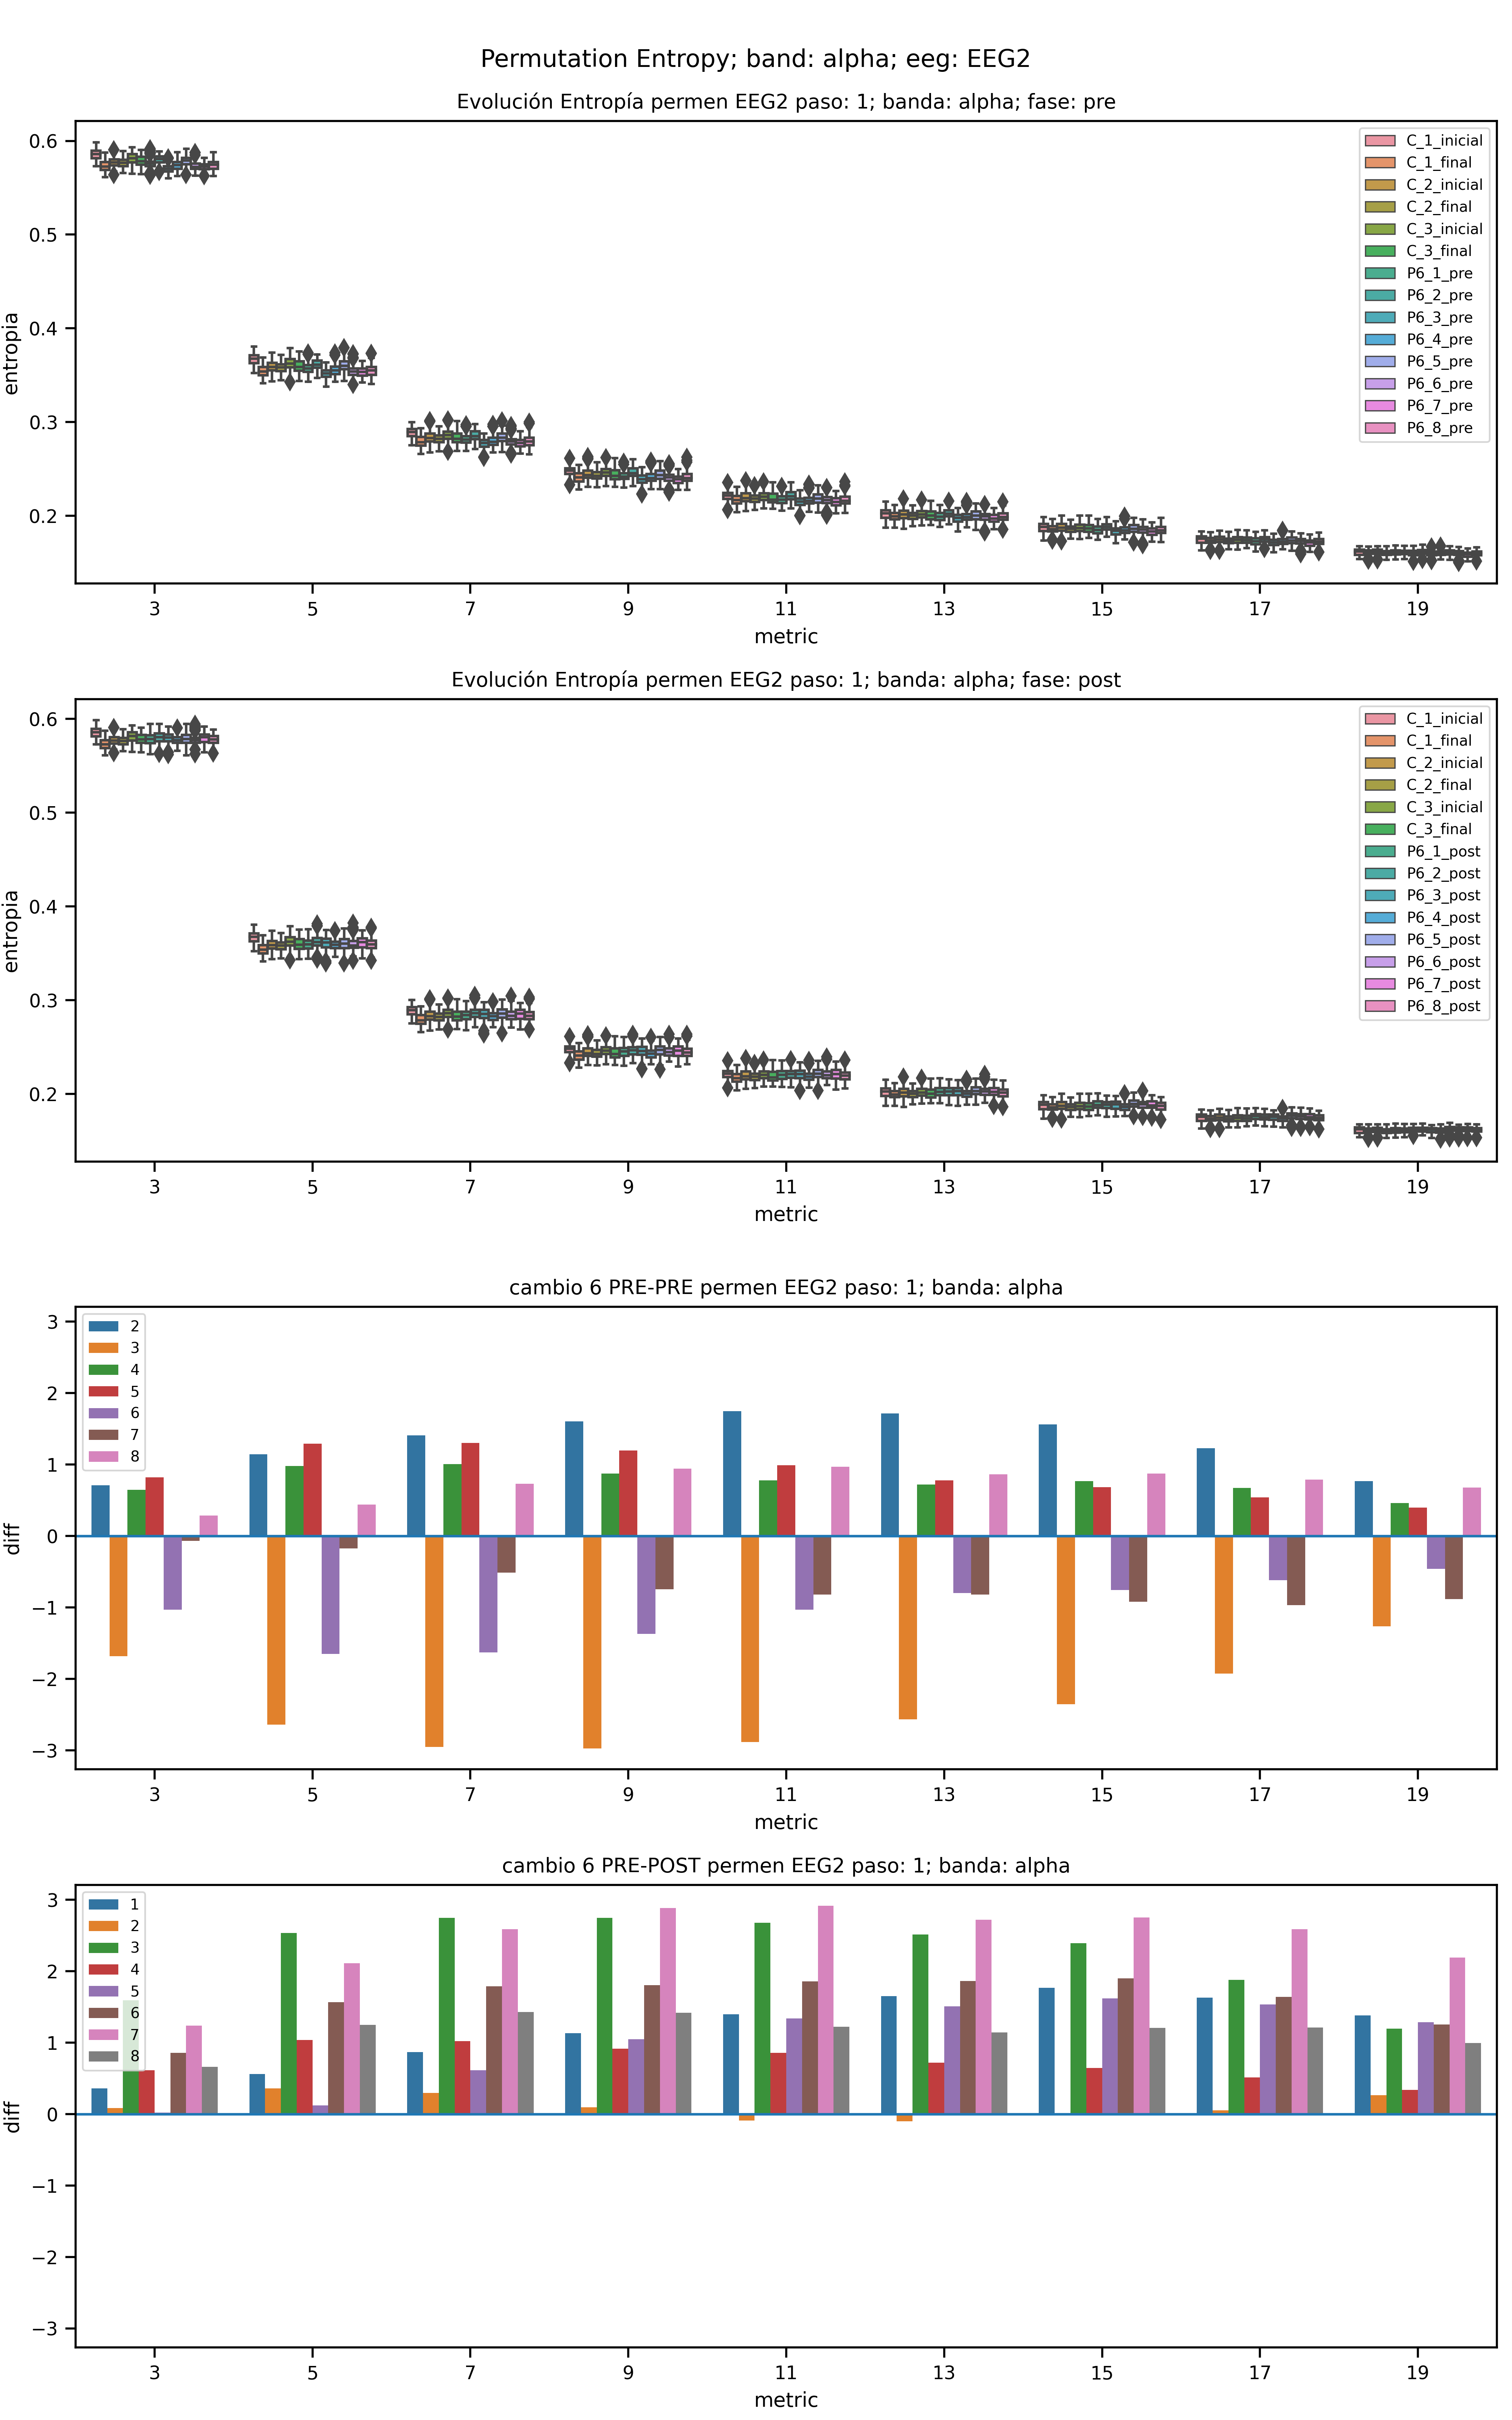 Permutation Entropy; band: alpha; eeg: EEG2
Evolución Entropía permen EEG2 paso: 1; banda: alpha; fase: pre
0.6
0.5
0.4
0.3
0.2
entropia
C_1_inicial
C_1_final
C_2_inicial
C_2_final
C_3_inicial
C_3_final
P6_1_pre
P6_2_pre
P6_3_pre
P6_4_pre
P6_5_pre
P6_6_pre
P6_7_pre
P6_8_pre
3 5 7 9 11 13 15 17 19
metric
Evolución Entropía permen EEG2 paso: 1; banda: alpha; fase: post
0.6
0.5
0.4
0.3
0.2
entropia
C_1_inicial
C_1_final
C_2_inicial
C_2_final
C_3_inicial
C_3_final
P6_1_post
P6_2_post
P6_3_post
P6_4_post
P6_5_post
P6_6_post
P6_7_post
P6_8_post
3 5 7 9 11 13 15 17 19
metric
cambio 6 PRE-PRE permen EEG2 paso: 1; banda: alpha
3
2
1
0
−1
−2
−3
diff
2
3
4
5
6
7
8
3 5 7 9 11 13 15 17 19
metric
cambio 6 PRE-POST permen EEG2 paso: 1; banda: alpha
3
2
1
0
−1
−2
−3
diff
1
2
3
4
5
6
7
8
3 5 7 9 11 13 15 17 19
metric